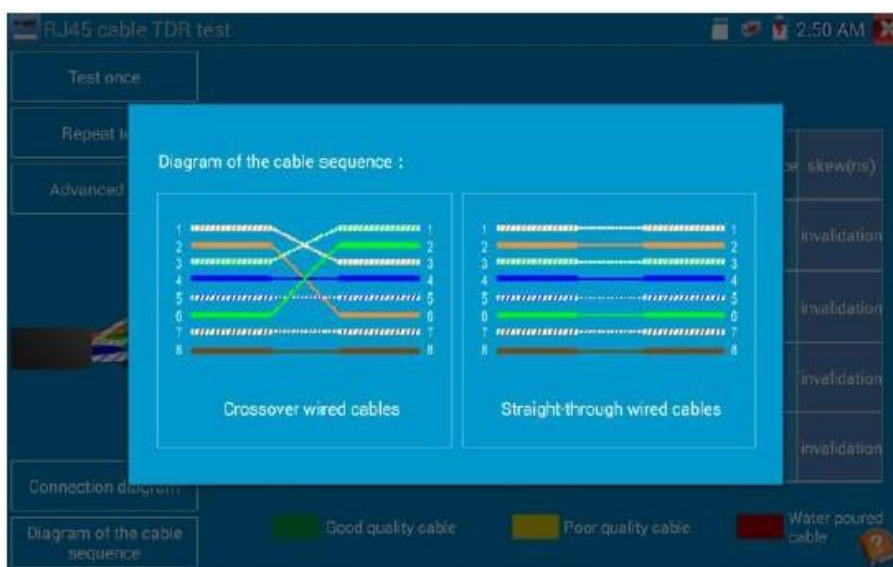 RJ45 cable TDR test
2:50 AM
Test once
Repeat t
Advanced
skew(ns)
Diagram of the cable sequence :
1 1 1 1
2 2 2 2
3 3 3 3
4 4 4 4
5 5 5 5
6 6 6 6
7 7 7 7
8 8 8 8
Crossover wired cables
Straight-through wired cables
invalidation
invalidation
invalidation
invalidation
Connection diagram
Diagram of the cable
sequence
Good quality cable
Poor quality cable
Water poured
cable